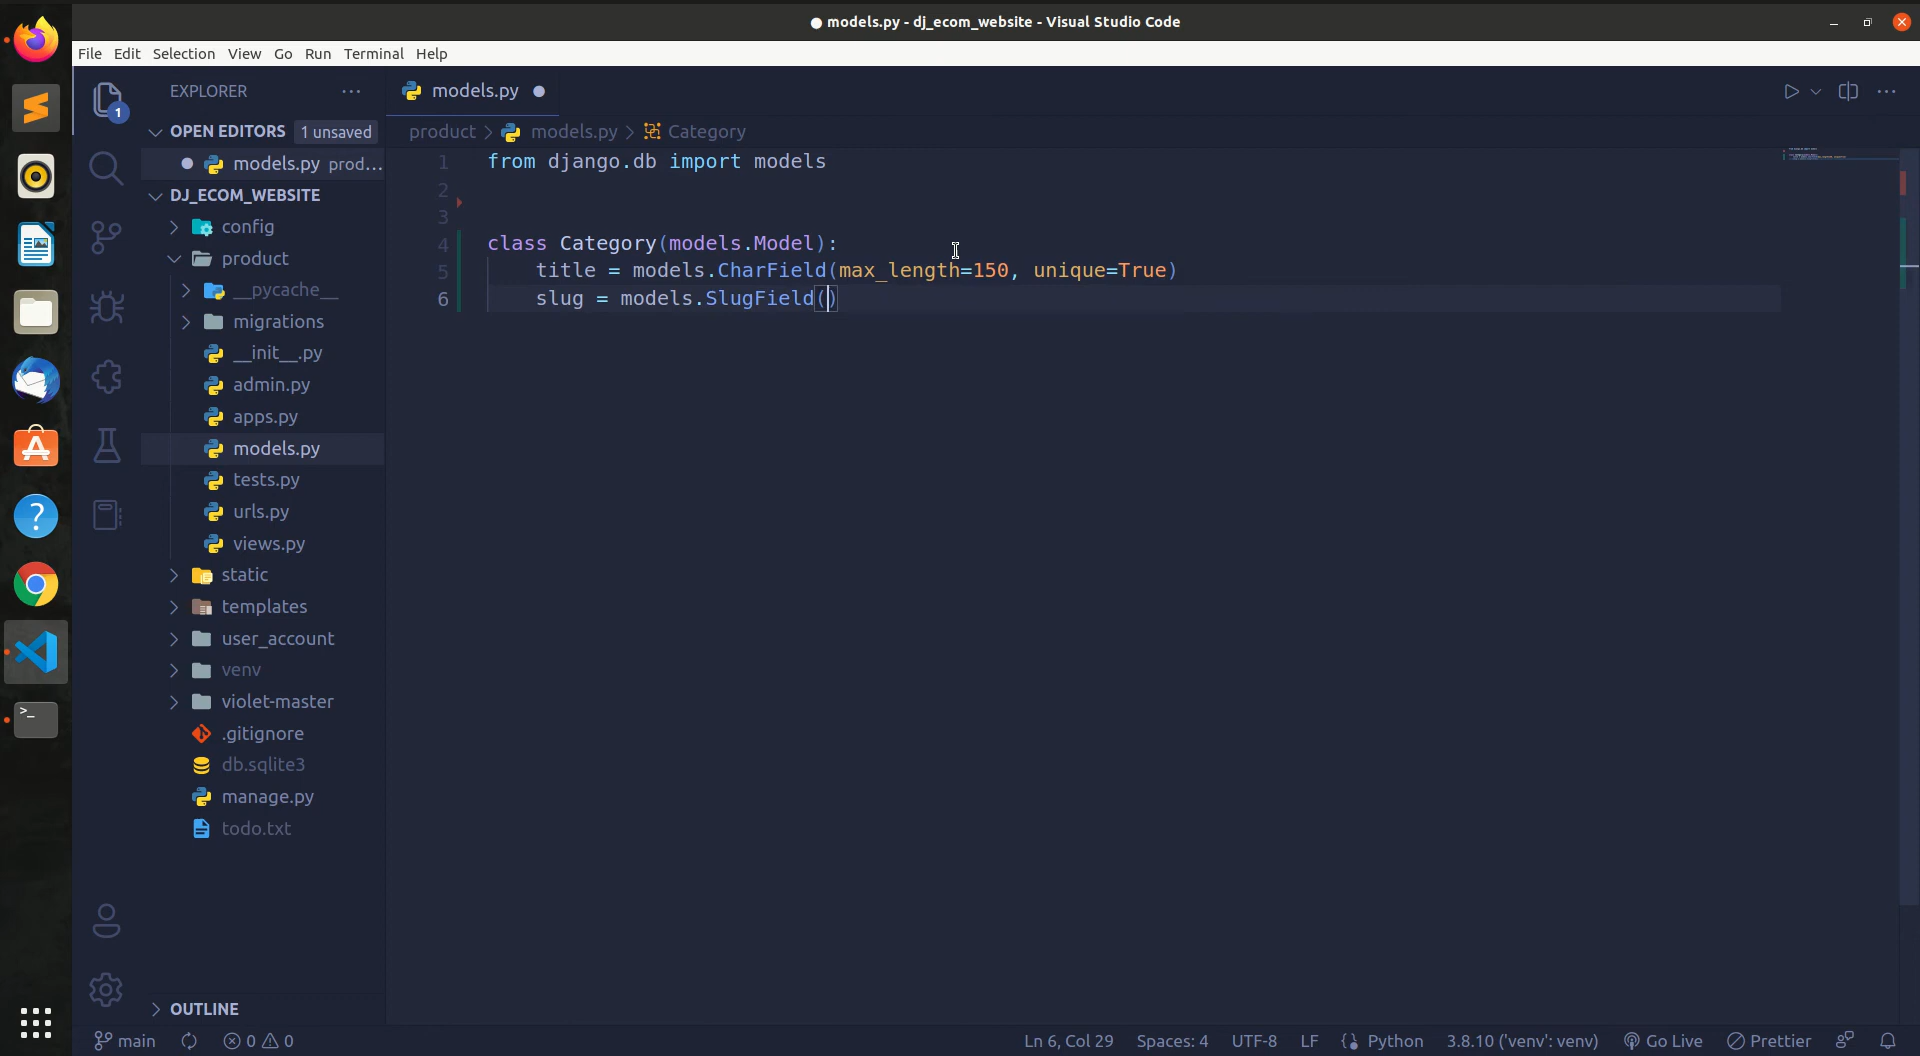 models.py - dj_ecom_website - Visual Studio Code
File Edit Selection View Go Run Terminal Help
EXPLORER
models.py
1
OPEN EDITORS 1 unsaved
product > models.py > Category
models.py prod...
1 from django.db import models
DJ_ECOM_WEBSITE
2
config
3
product
4 class Category(models.Model):
5 title = models.CharField(max_length=150, unique=True)
__pycache__
6 slug = models.SlugField()
migrations
__init__.py
admin.py
apps.py
models.py
tests.py
urls.py
views.py
static
templates
user_account
venv
violet-master
.gitignore
db.sqlite3
manage.py
todo.txt
OUTLINE
main 0 0 Ln 6, Col 29 Spaces: 4 UTF-8 LF Python 3.8.10 ('venv': venv) Go Live Prettier